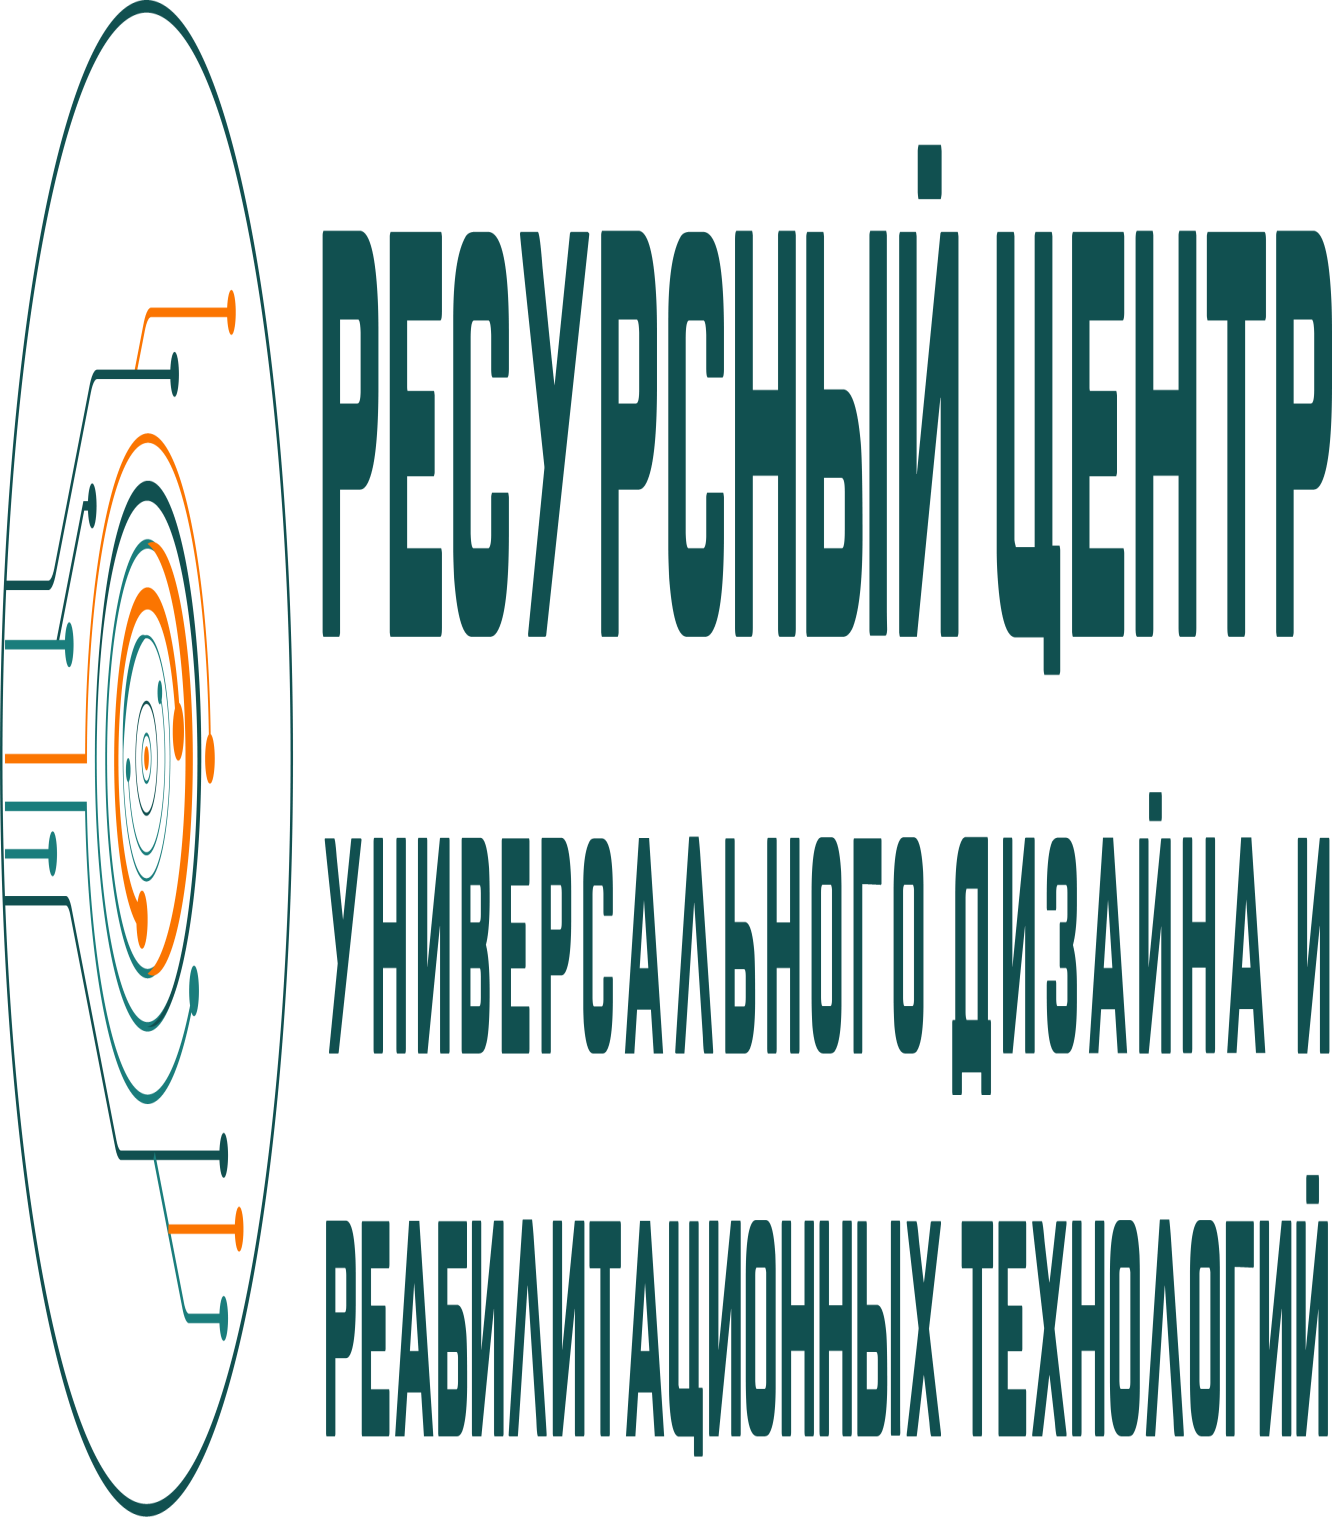 РЕСУРСНЫЙ ЦЕНТР
УНИВЕРСАЛЬНОГО ДИЗАЙНА И
РЕАБИЛИТАЦИОННЫХ ТЕХНОЛОГИЙ